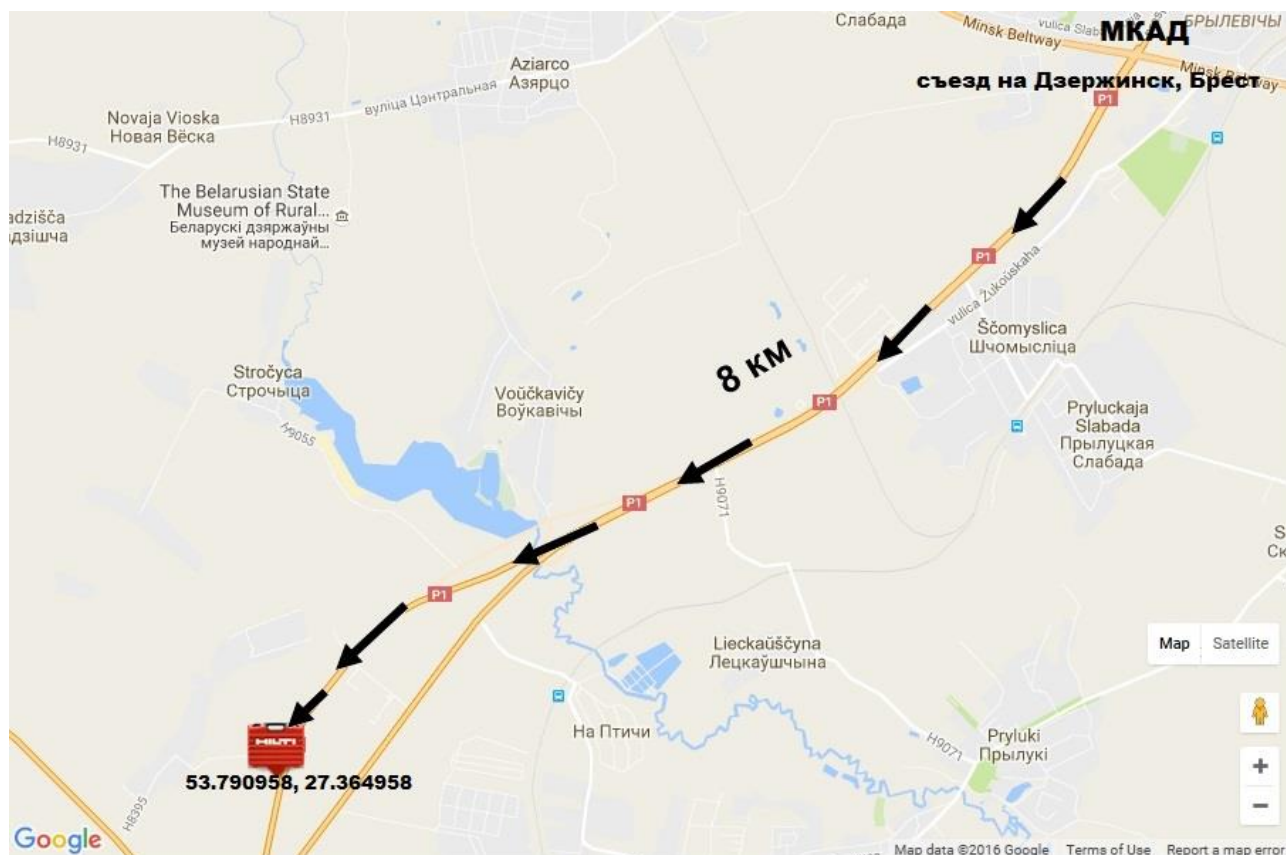 Слабада
vulica Slab
БРЫЛЕВІЧЫ
МКАД
Minsk Beltway
Minsk Beltway
съезд на Дзержинск, Брест
P1
Aziarco
Азярцо
вуліца Цэнтральная
H8931
Novaja Vioska
Новая Вёска
H8931
The Belarusian State
Museum of Rural...
Беларускі дзяржаўны
музей народнай...
adzišča
дзішча
P1
vulica Žukoŭskaha
Ščomyslica
Шчомысліца
8 км
Stročyca
Строчыца
Voŭčkavičy
Воўкавічы
P1
Pryluckaja
Slabada
Прылуцкая
Слабада
H9055
H9071
P1
S
Ск
P1
Lieckaŭščyna
Лецкаўшчына
Map
Satellite
На Птичи
Pryluki
Прылукі
H9071
HILTI
53.790958, 27.364958
H8395
+
−
Google
Map data ©2016 Google
Terms of Use
Report a map error